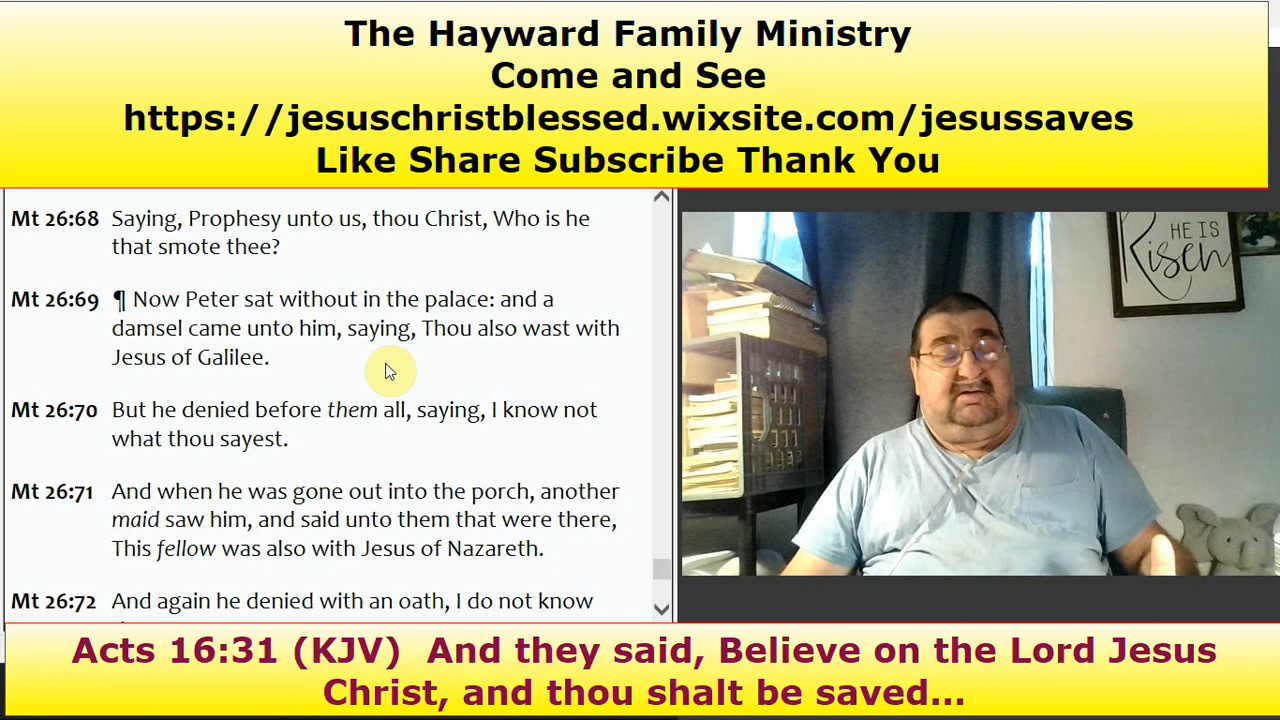 The Hayward Family Ministry
Come and See
https://jesuschristblessed.wixsite.com/jesussaves
Like Share Subscribe Thank You
Mt 26:68 Saying, Prophesy unto us, thou Christ, Who is he
that smote thee?
Mt 26:69 ¶ Now Peter sat without in the palace: and a
damsel came unto him, saying, Thou also wast with
Jesus of Galilee.
Mt 26:70 But he denied before them all, saying, I know not
what thou sayest.
Mt 26:71 And when he was gone out into the porch, another
maid saw him, and said unto them that were there,
This fellow was also with Jesus of Nazareth.
Mt 26:72 And again he denied with an oath, I do not know
HE IS
Risen
Acts 16:31 (KJV) And they said, Believe on the Lord Jesus
Christ, and thou shalt be saved...